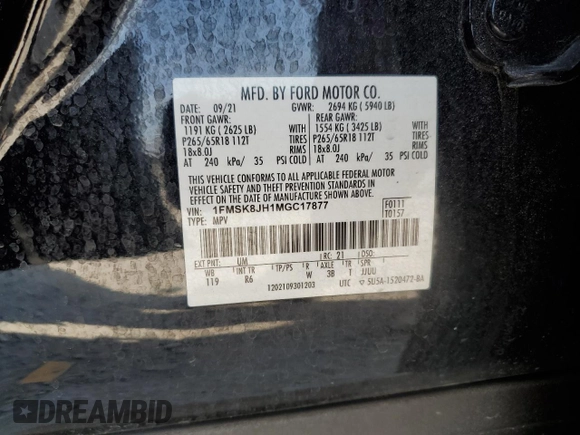 MFD. BY FORD MOTOR CO.
DATE: 09/21 GVWR: 2694 KG ( 5940 LB)
FRONT GAWR: REAR GAWR:
1191 KG ( 2625 LB) WITH 1554 KG ( 3425 LB) WITH
P265/65R18 112T TIRES P265/65R18 112T TIRES
18x8.0J RIMS 18x8.0J RIMS
AT 240 kPa/ 35 PSI COLD AT 240 kPa/ 35 PSI COLD
THIS VEHICLE CONFORMS TO ALL APPLICABLE FEDERAL MOTOR
VEHICLE SAFETY AND THEFT PREVENTION STANDARDS IN
EFFECT ON THE DATE OF MANUFACTURE SHOWN ABOVE.
VIN: 1FMSK8JH1MGC17877 F0111
TYPE: MPV T0157
EXT PNT: UM RC: 21 DSO:
WB INT TR TP/PS R AXLE TR SPR
119 R6 W 3B T JJUU
1202109301203 UTC 5U5A-1520472-BA
DREAMBID